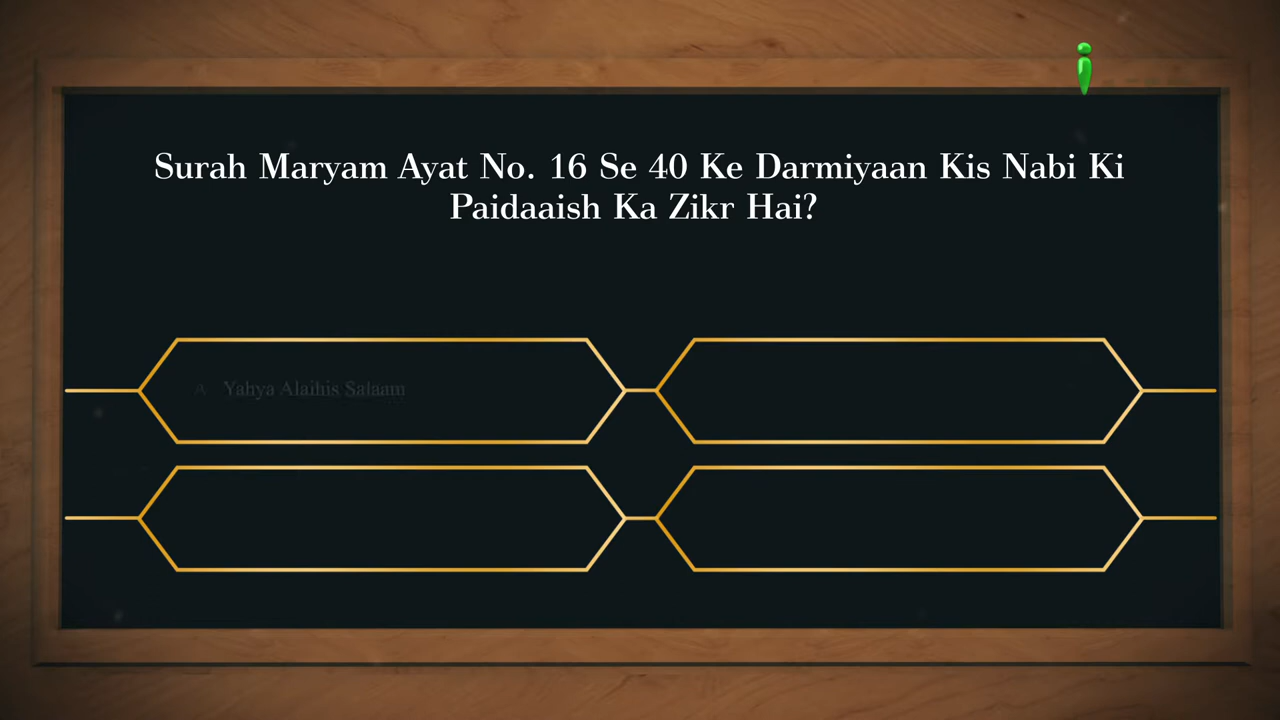 Surah Maryam Ayat No. 16 Se 40 Ke Darmiyaan Kis Nabi Ki
Paidaaish Ka Zikr Hai?
A. Yahya Alaihis Salaam